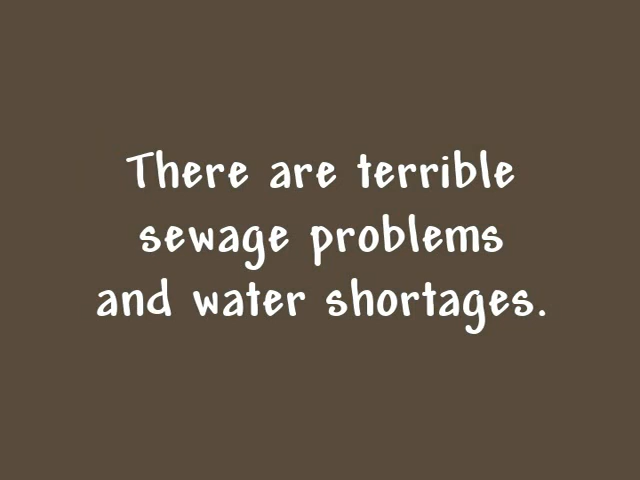 There are terrible
sewage problems
and water shortages.